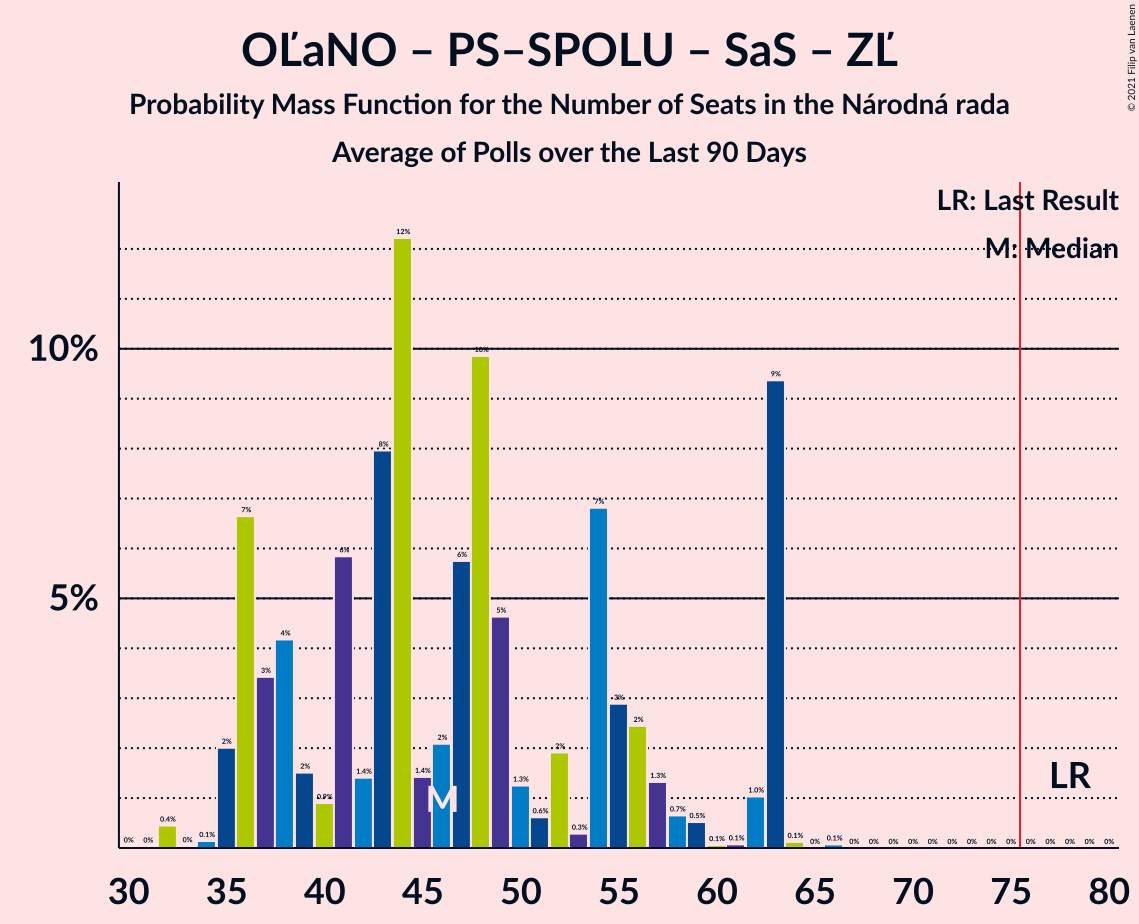 OĽaNO – PS–SPOLU – SaS – ZĽ
Probability Mass Function for the Number of Seats in the Národná rada
Average of Polls over the Last 90 Days
© 2021 Filip van Laenen
LR: Last Result
M: Median
10%
5%
0% 0% 0.4% 0% 0.1% 2% 7% 3% 4% 2% 0.9% 6% 1.4% 8% 12% 1.4% 2% 6% 10% 5% 1.3% 0.6% 2% 0.3% 7% 3% 2% 1.3% 0.7% 0.5% 0.1% 0.1% 1.0% 9% 0.1% 0% 0.1% 0% 0% 0% 0% 0% 0% 0% 0% 0% 0% 0% 0% 0% 0%
M
LR
30 35 40 45 50 55 60 65 70 75 80